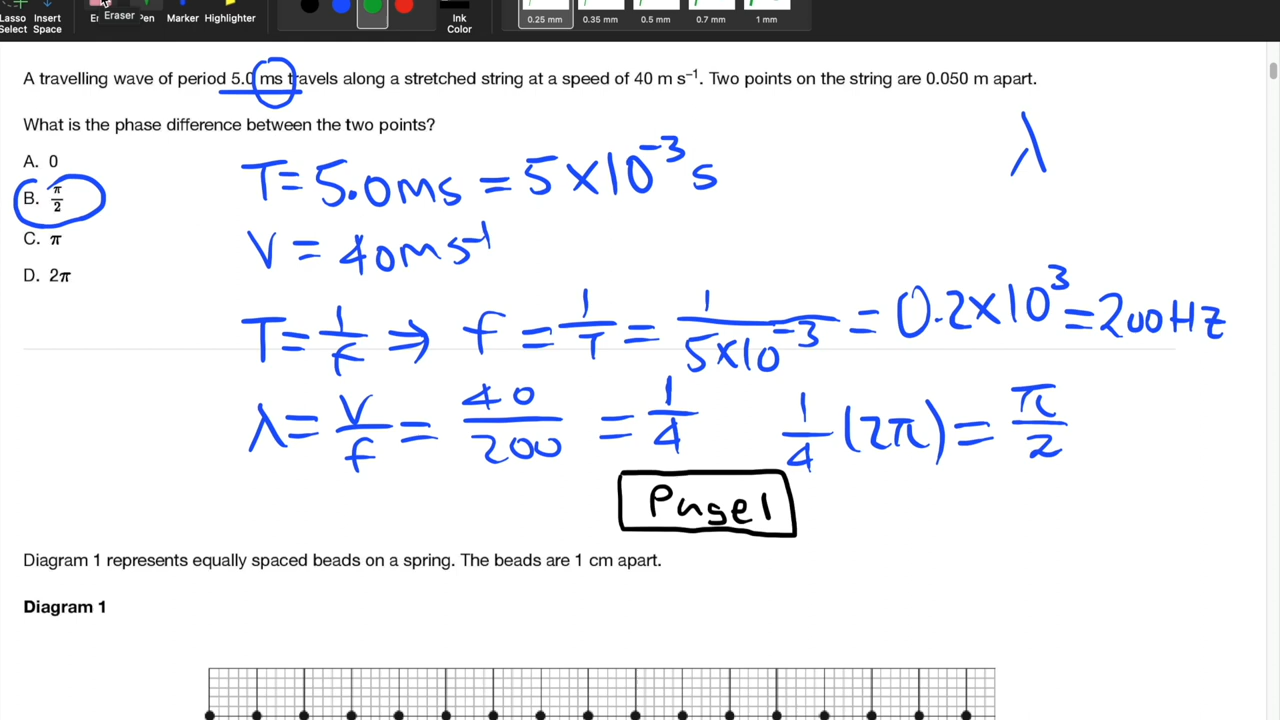 Lasso Select
Insert Space
Eraser
Pen
Marker
Highlighter
Ink Color
0.25 mm
0.35 mm
0.5 mm
0.7 mm
1 mm
A travelling wave of period 5.0 ms travels along a stretched string at a speed of 40 m s⁻¹. Two points on the string are 0.050 m apart.
What is the phase difference between the two points?
A. 0
B. π/2
C. π
D. 2π
λ
T = 5.0ms = 5×10⁻³ s
V = 40ms⁻¹
T = 1/f ⇒ f = 1/T = 1/5×10⁻³ = 0.2×10³ = 200HZ
λ = V/f = 40/200 = 1/4 1/4 (2π) = π/2
Page 1
Diagram 1 represents equally spaced beads on a spring. The beads are 1 cm apart.
Diagram 1